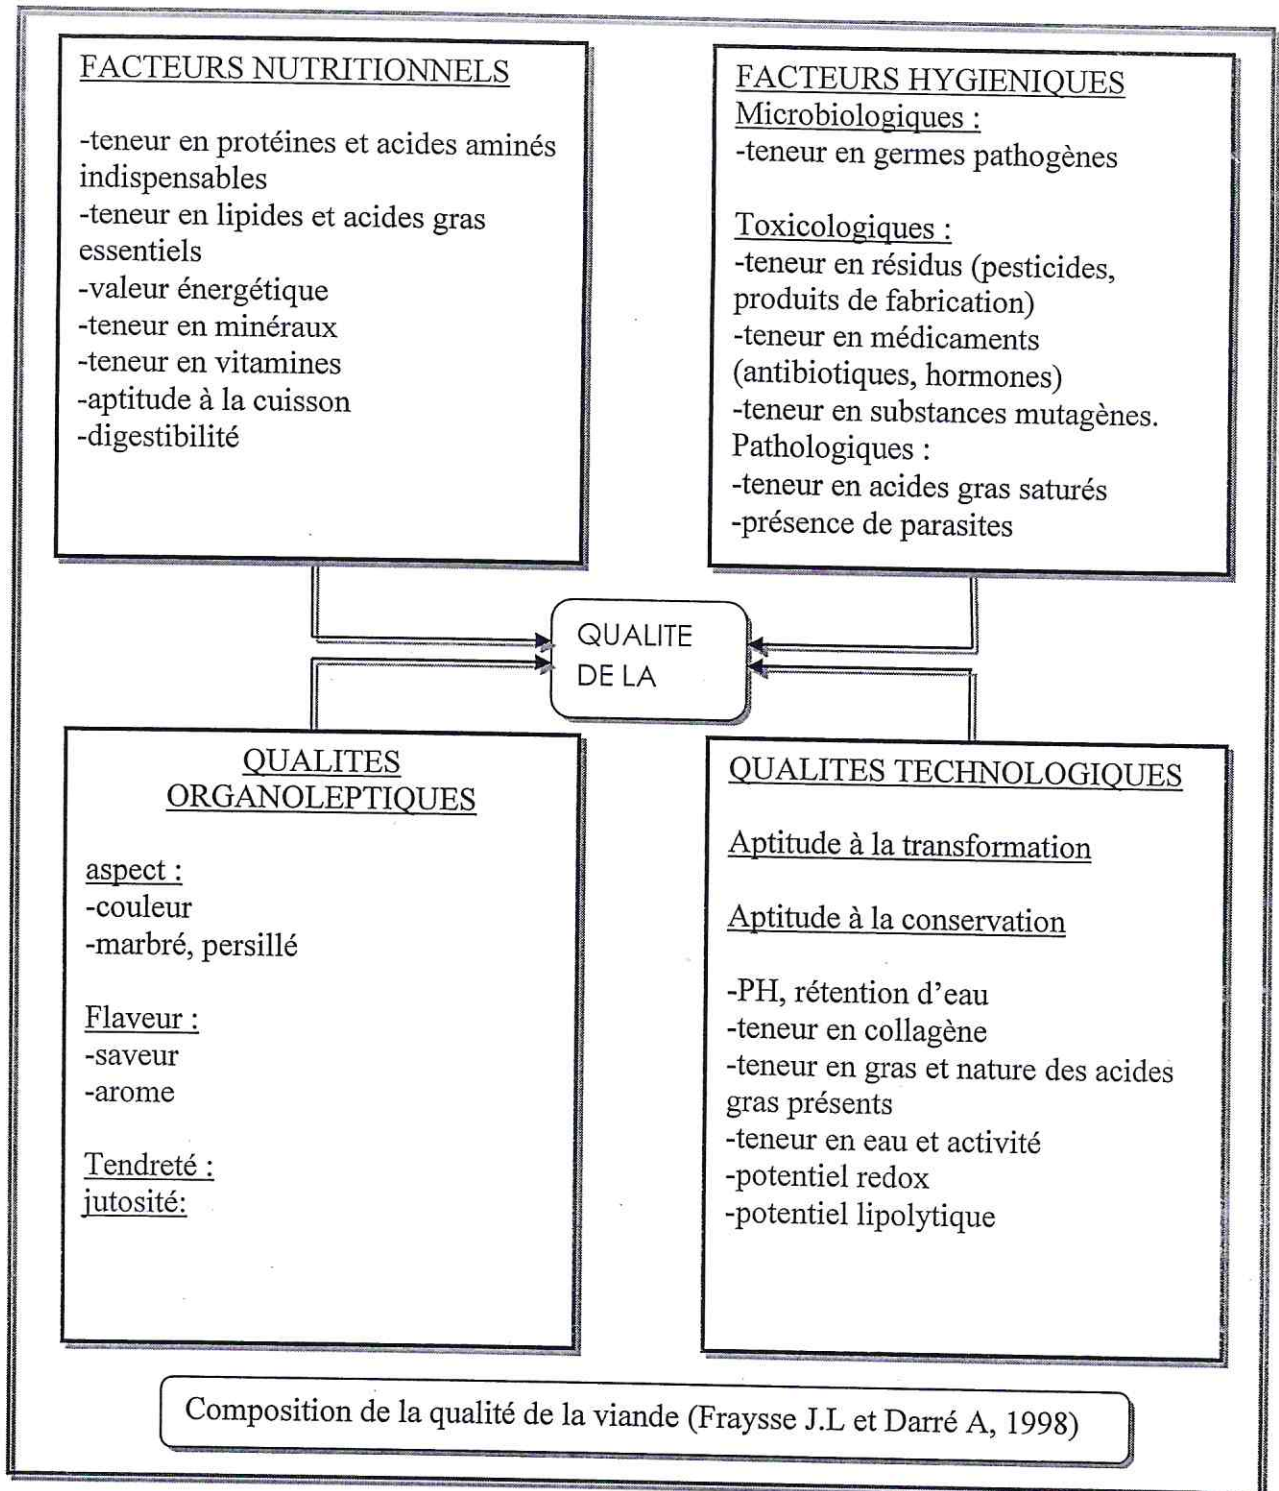 FACTEURS NUTRITIONNELS
-teneur en protéines et acides aminés
indispensables
-teneur en lipides et acides gras
essentiels
-valeur énergétique
-teneur en minéraux
-teneur en vitamines
-aptitude à la cuisson
-digestibilité
FACTEURS HYGIENIQUES
Microbiologiques :
-teneur en germes pathogènes
Toxicologiques :
-teneur en résidus (pesticides,
produits de fabrication)
-teneur en médicaments
(antibiotiques, hormones)
-teneur en substances mutagènes.
Pathologiques :
-teneur en acides gras saturés
-présence de parasites
QUALITE
DE LA
QUALITES
ORGANOLEPTIQUES
aspect :
-couleur
-marbré, persillé
Flaveur :
-saveur
-arome
Tendreté :
jutosité:
QUALITES TECHNOLOGIQUES
Aptitude à la transformation
Aptitude à la conservation
-PH, rétention d'eau
-teneur en collagène
-teneur en gras et nature des acides
gras présents
-teneur en eau et activité
-potentiel redox
-potentiel lipolytique
Composition de la qualité de la viande (Fraysse J.L et Darré A, 1998)